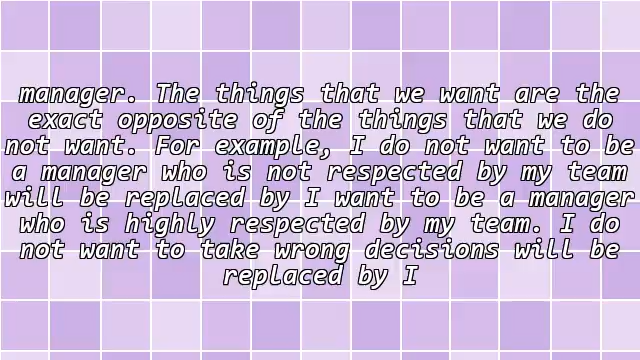 manager. The things that we want are the
exact opposite of the things that we do
not want. For example, I do not want to be
a manager who is not respected by my team
will be replaced by I want to be a manager
who is highly respected by my team. I do
not want to take wrong decisions will be
replaced by I